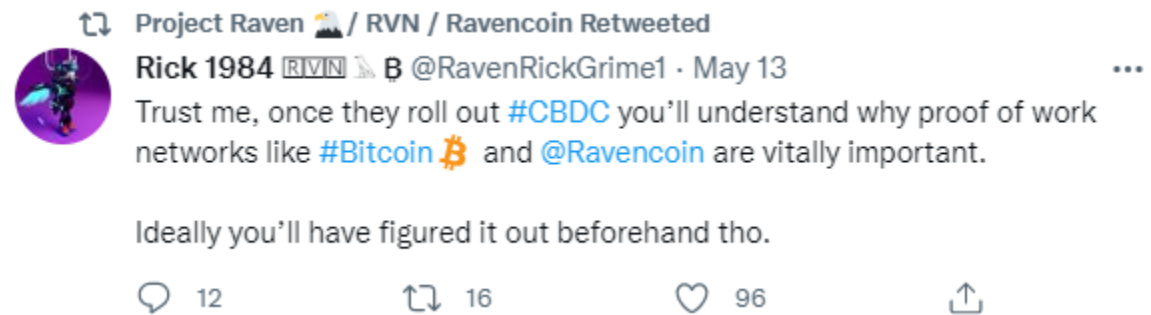 Project Raven 🦅 / RVN / Ravencoin Retweeted
Rick 1984 🅁🅅🄽 𓅃 ₿ @RavenRickGrime1 · May 13
Trust me, once they roll out #CBDC you’ll understand why proof of work
networks like #Bitcoin and @Ravencoin are vitally important.
Ideally you’ll have figured it out beforehand tho.
12 16 96